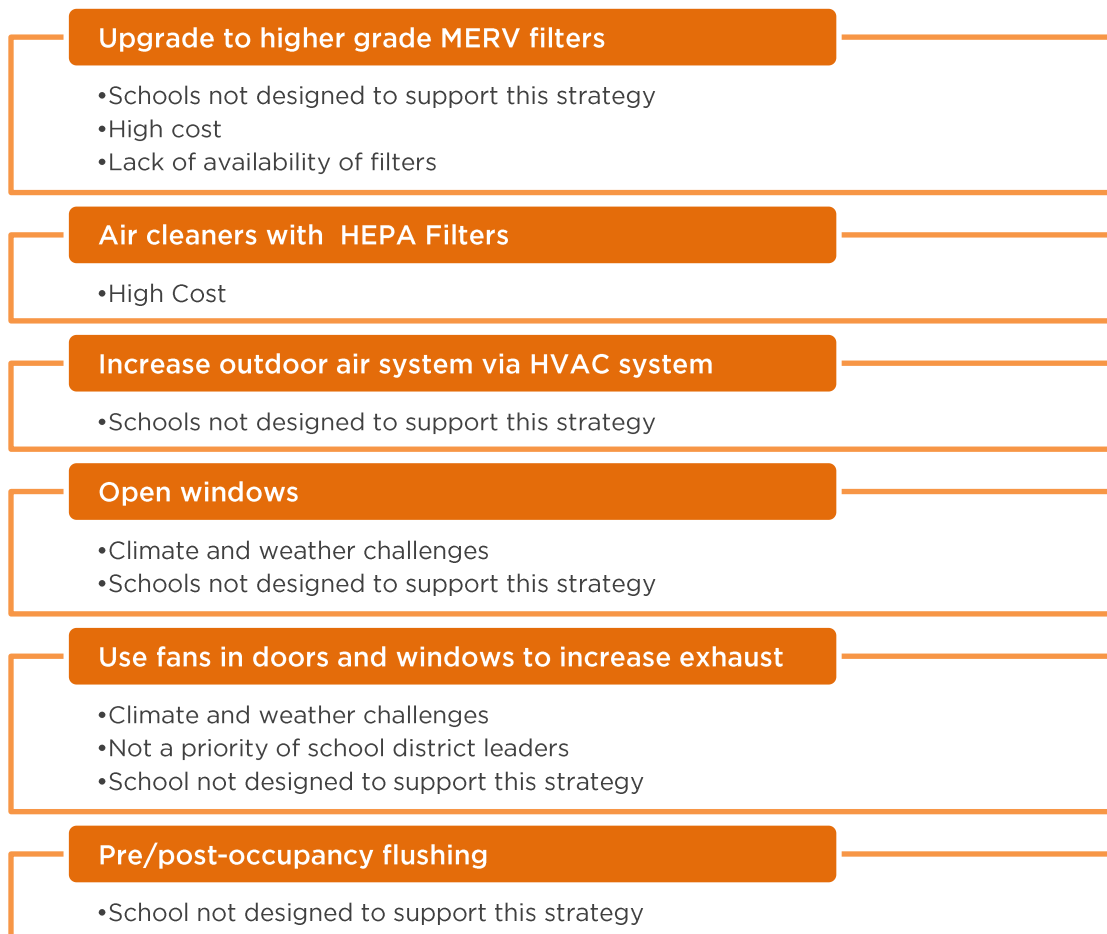 Upgrade to higher grade MERV filters
•Schools not designed to support this strategy
•High cost
•Lack of availability of filters
Air cleaners with  HEPA Filters
•High Cost
Increase outdoor air system via HVAC system
•Schools not designed to support this strategy
Open windows
•Climate and weather challenges
•Schools not designed to support this strategy
Use fans in doors and windows to increase exhaust
•Climate and weather challenges
•Not a priority of school district leaders
•School not designed to support this strategy
Pre/post-occupancy flushing
•School not designed to support this strategy